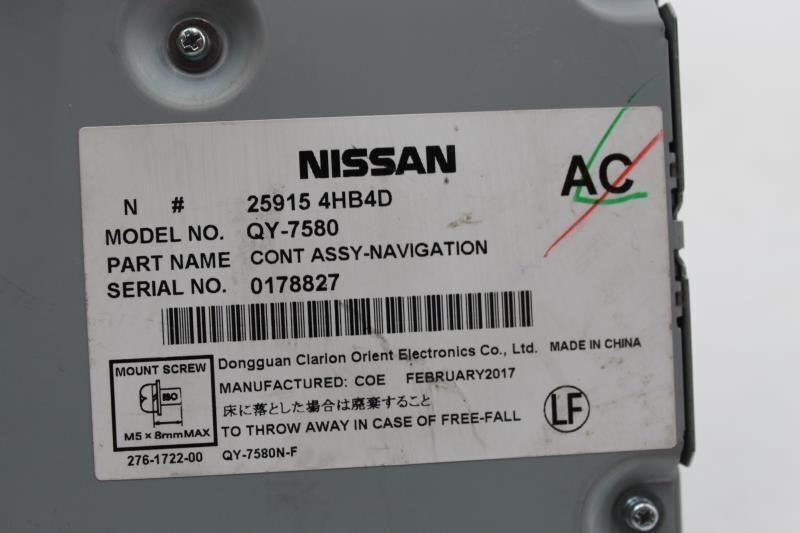 NISSAN
AC
N # 25915 4HB4D
MODEL NO. QY-7580
PART NAME CONT ASSY-NAVIGATION
SERIAL NO. 0178827
MOUNT SCREW
ISO
M5×8mmMAX
Dongguan Clarion Orient Electronics Co., Ltd. MADE IN CHINA
MANUFACTURED: COE FEBRUARY2017
床に落とした場合は廃棄すること
TO THROW AWAY IN CASE OF FREE-FALL
LF
276-1722-00 QY-7580N-F